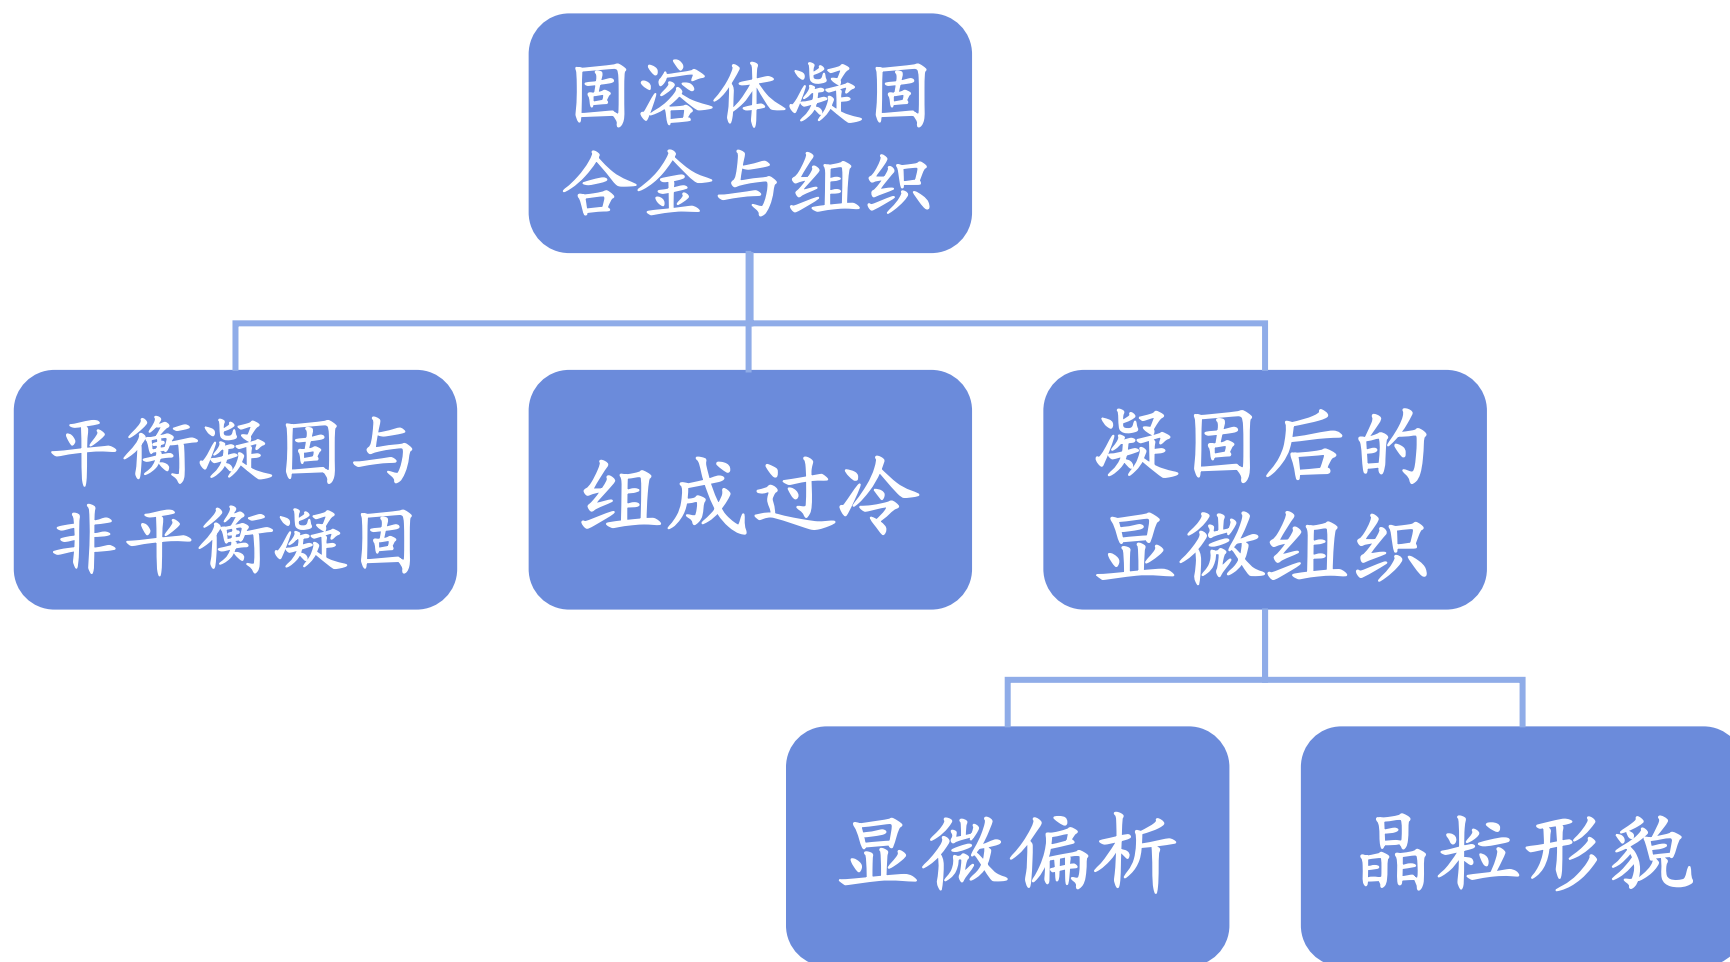 固溶体凝固
合金与组织
平衡凝固与
非平衡凝固
组成过冷
凝固后的
显微组织
显微偏析
晶粒形貌